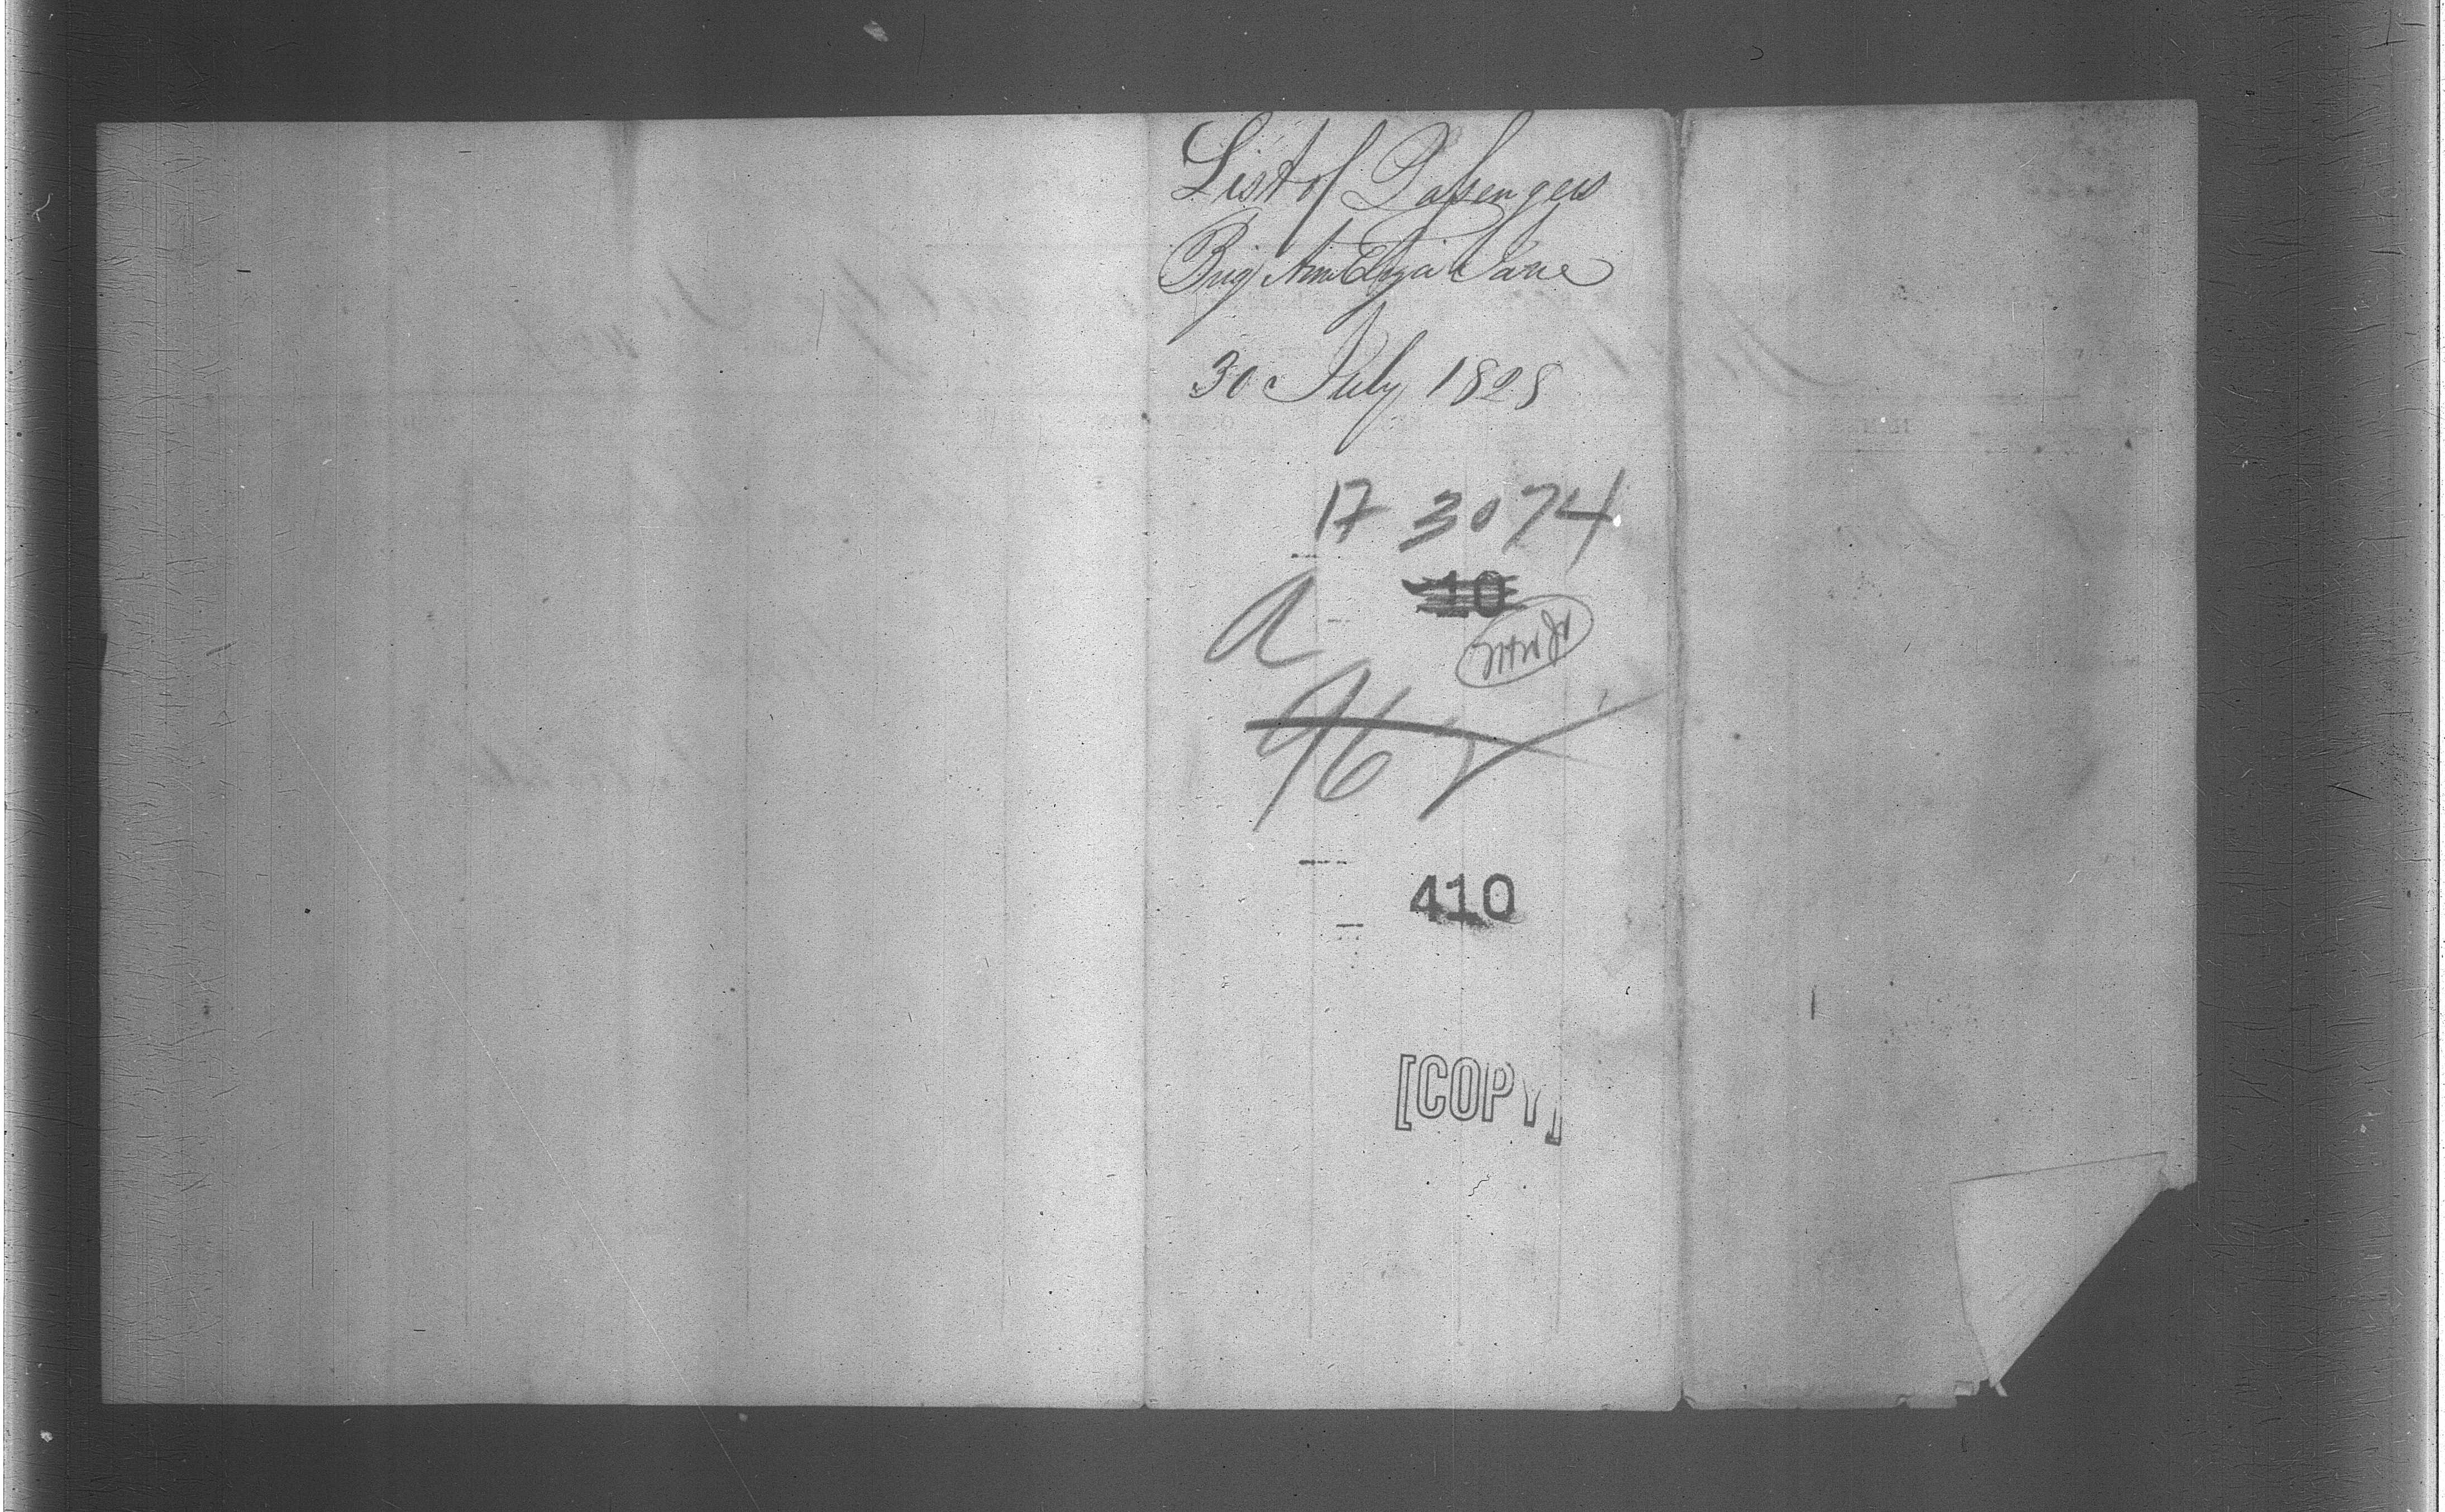 List of Passengers
Brig Ann Eliza Jane
30 July 1828
17 3074
10
a
96
410
[COPY]